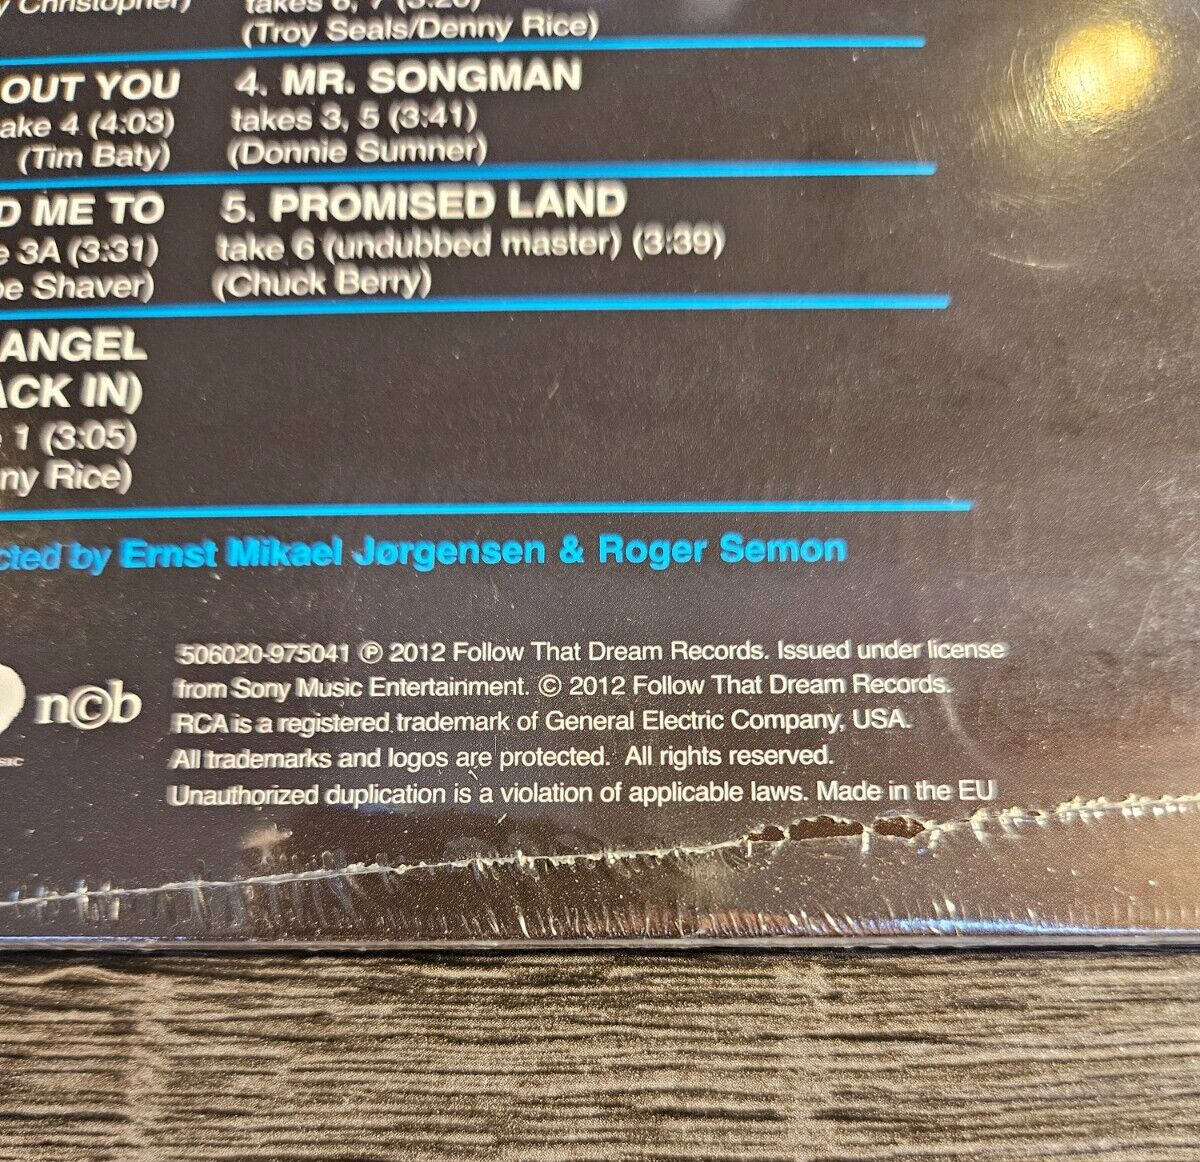 Christopher)
takes 6, 7 (3:20)
(Troy Seals/Denny Rice)
OUT YOU
ake 4 (4:03)
(Tim Baty)
4. MR. SONGMAN
takes 3, 5 (3:41)
(Donnie Sumner)
D ME TO
e 3A (3:31)
oe Shaver)
5. PROMISED LAND
take 6 (undubbed master) (3:39)
(Chuck Berry)
ANGEL
ACK IN)
1 (3:05)
ny Rice)
cted by Ernst Mikael Jørgensen & Roger Semon
n©b
506020-975041 ℗ 2012 Follow That Dream Records. Issued under license
from Sony Music Entertainment. © 2012 Follow That Dream Records.
RCA is a registered trademark of General Electric Company, USA.
All trademarks and logos are protected. All rights reserved.
Unauthorized duplication is a violation of applicable laws. Made in the EU